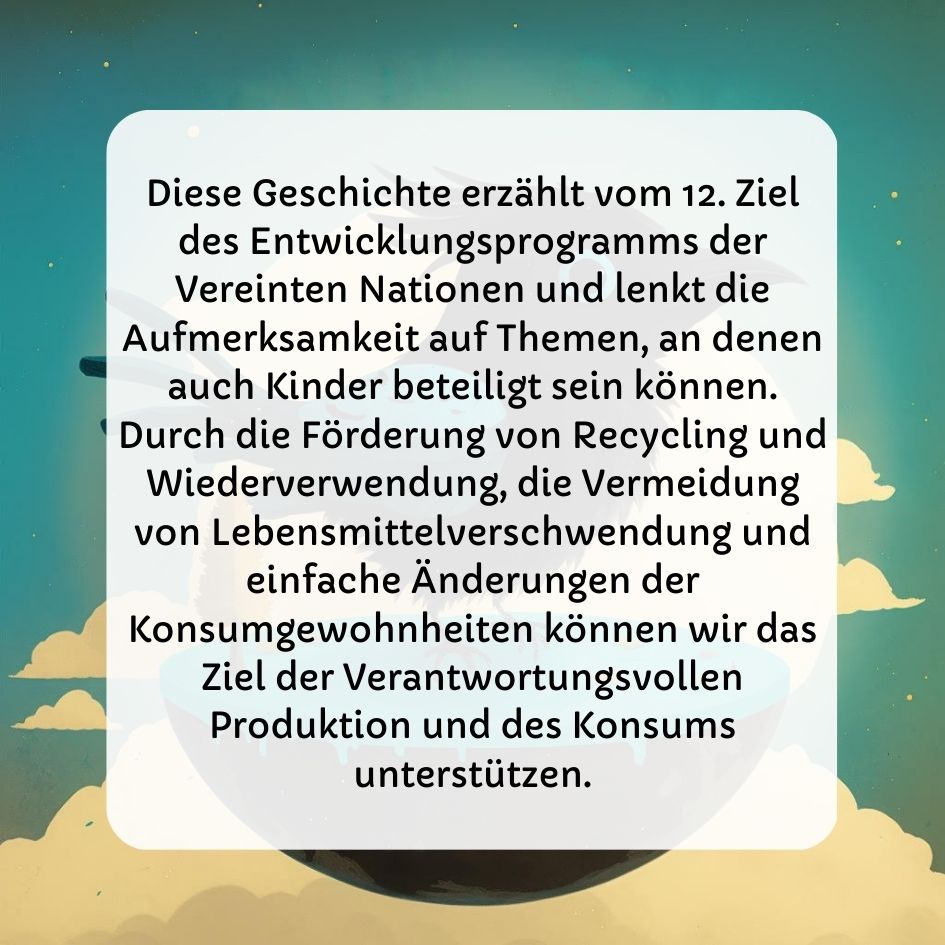 Diese Geschichte erzählt vom 12. Ziel
des Entwicklungsprogramms der
Vereinten Nationen und lenkt die
Aufmerksamkeit auf Themen, an denen
auch Kinder beteiligt sein können.
Durch die Förderung von Recycling und
Wiederverwendung, die Vermeidung
von Lebensmittelverschwendung und
einfache Änderungen der
Konsumgewohnheiten können wir das
Ziel der Verantwortungsvollen
Produktion und des Konsums
unterstützen.